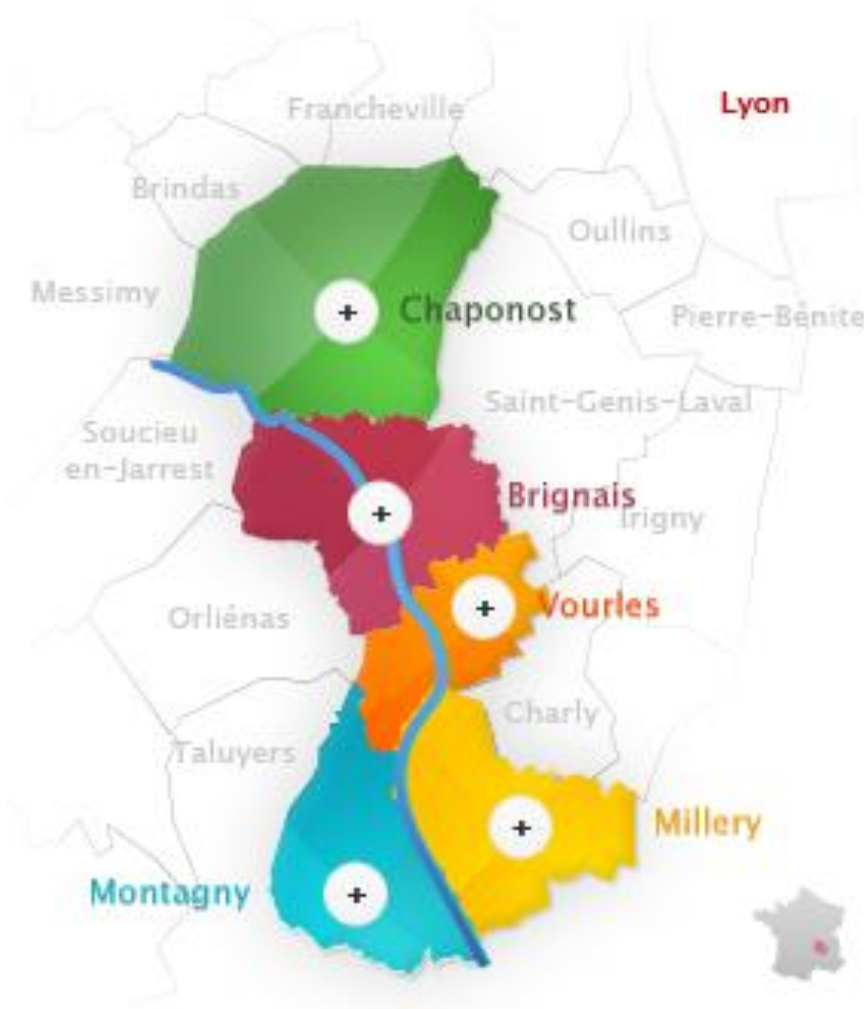 Lyon
Francheville
Brindas
Oullins
Messimy
Chaponost
Pierre-Bénite
Saint-Genis-Laval
Soucieu
en-Jarrest
Brignais
Irigny
Orliénas
Vourles
Charly
Taluyers
Millery
Montagny